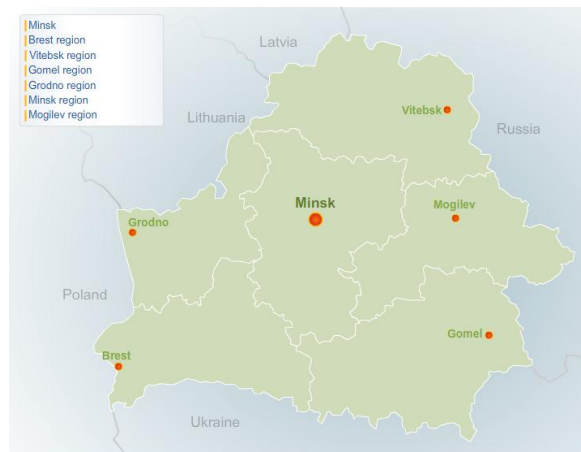 Minsk
Brest region
Vitebsk region
Gomel region
Grodno region
Minsk region
Mogilev region
Latvia
Vitebsk
Lithuania
Russia
Minsk
Mogilev
Grodno
Poland
Gomel
Brest
Ukraine